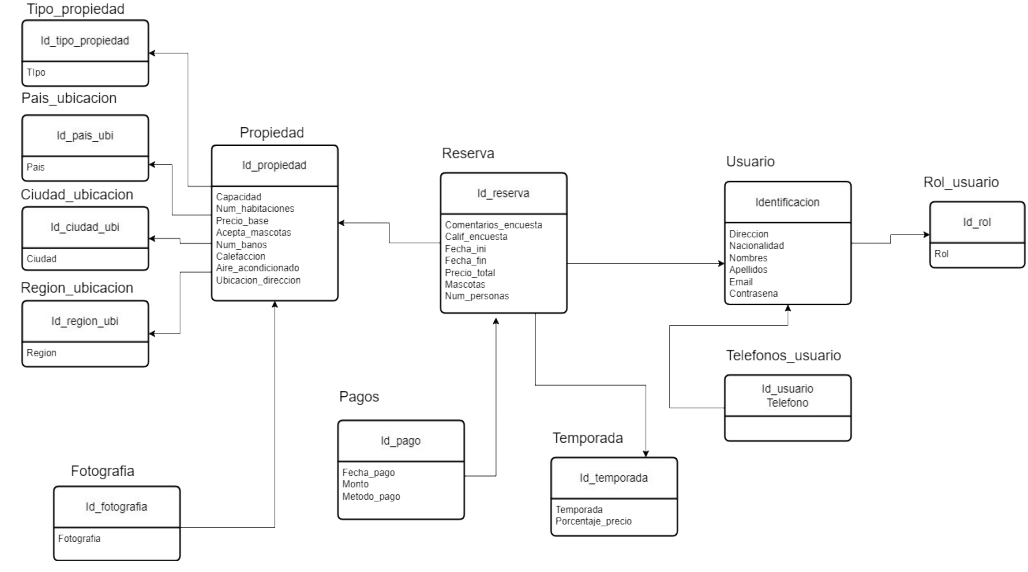 Tipo_propiedad
Id_tipo_propiedad
TIpo
Pais_ubicacion
Id_pais_ubi
Pais
Ciudad_ubicacion
Id_ciudad_ubi
Ciudad
Region_ubicacion
Id_region_ubi
Region
Propiedad
Id_propiedad
Capacidad
Num_habitaciones
Precio_base
Acepta_mascotas
Num_banos
Calefaccion
Aire_acondicionado
Ubicacion_direccion
Reserva
Id_reserva
Comentarios_encuesta
Calif_encuesta
Fecha_ini
Fecha_fin
Precio_total
Mascotas
Num_personas
Usuario
Identificacion
Direccion
Nacionalidad
Nombres
Apellidos
Email
Contrasena
Rol_usuario
Id_rol
Rol
Telefonos_usuario
Id_usuario
Telefono
Pagos
Id_pago
Fecha_pago
Monto
Metodo_pago
Temporada
Id_temporada
Temporada
Porcentaje_precio
Fotografia
Id_fotografia
Fotografia